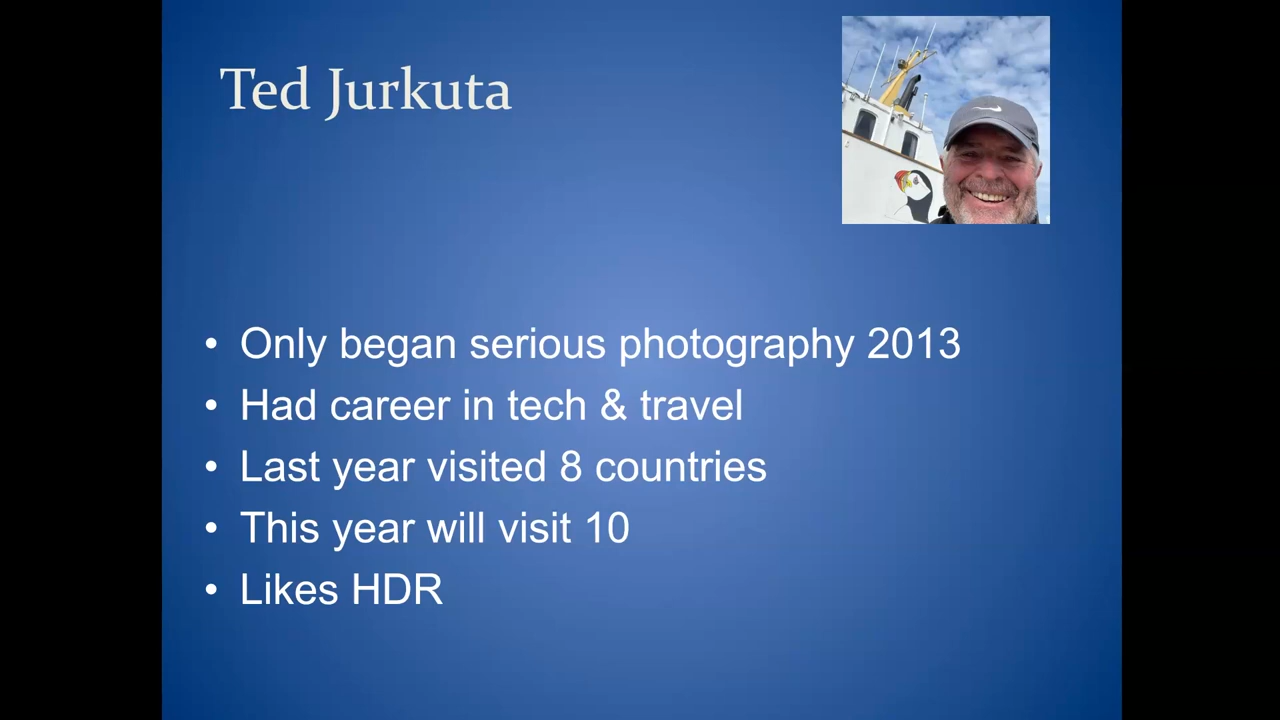 Ted Jurkuta
• Only began serious photography 2013
• Had career in tech & travel
• Last year visited 8 countries
• This year will visit 10
• Likes HDR